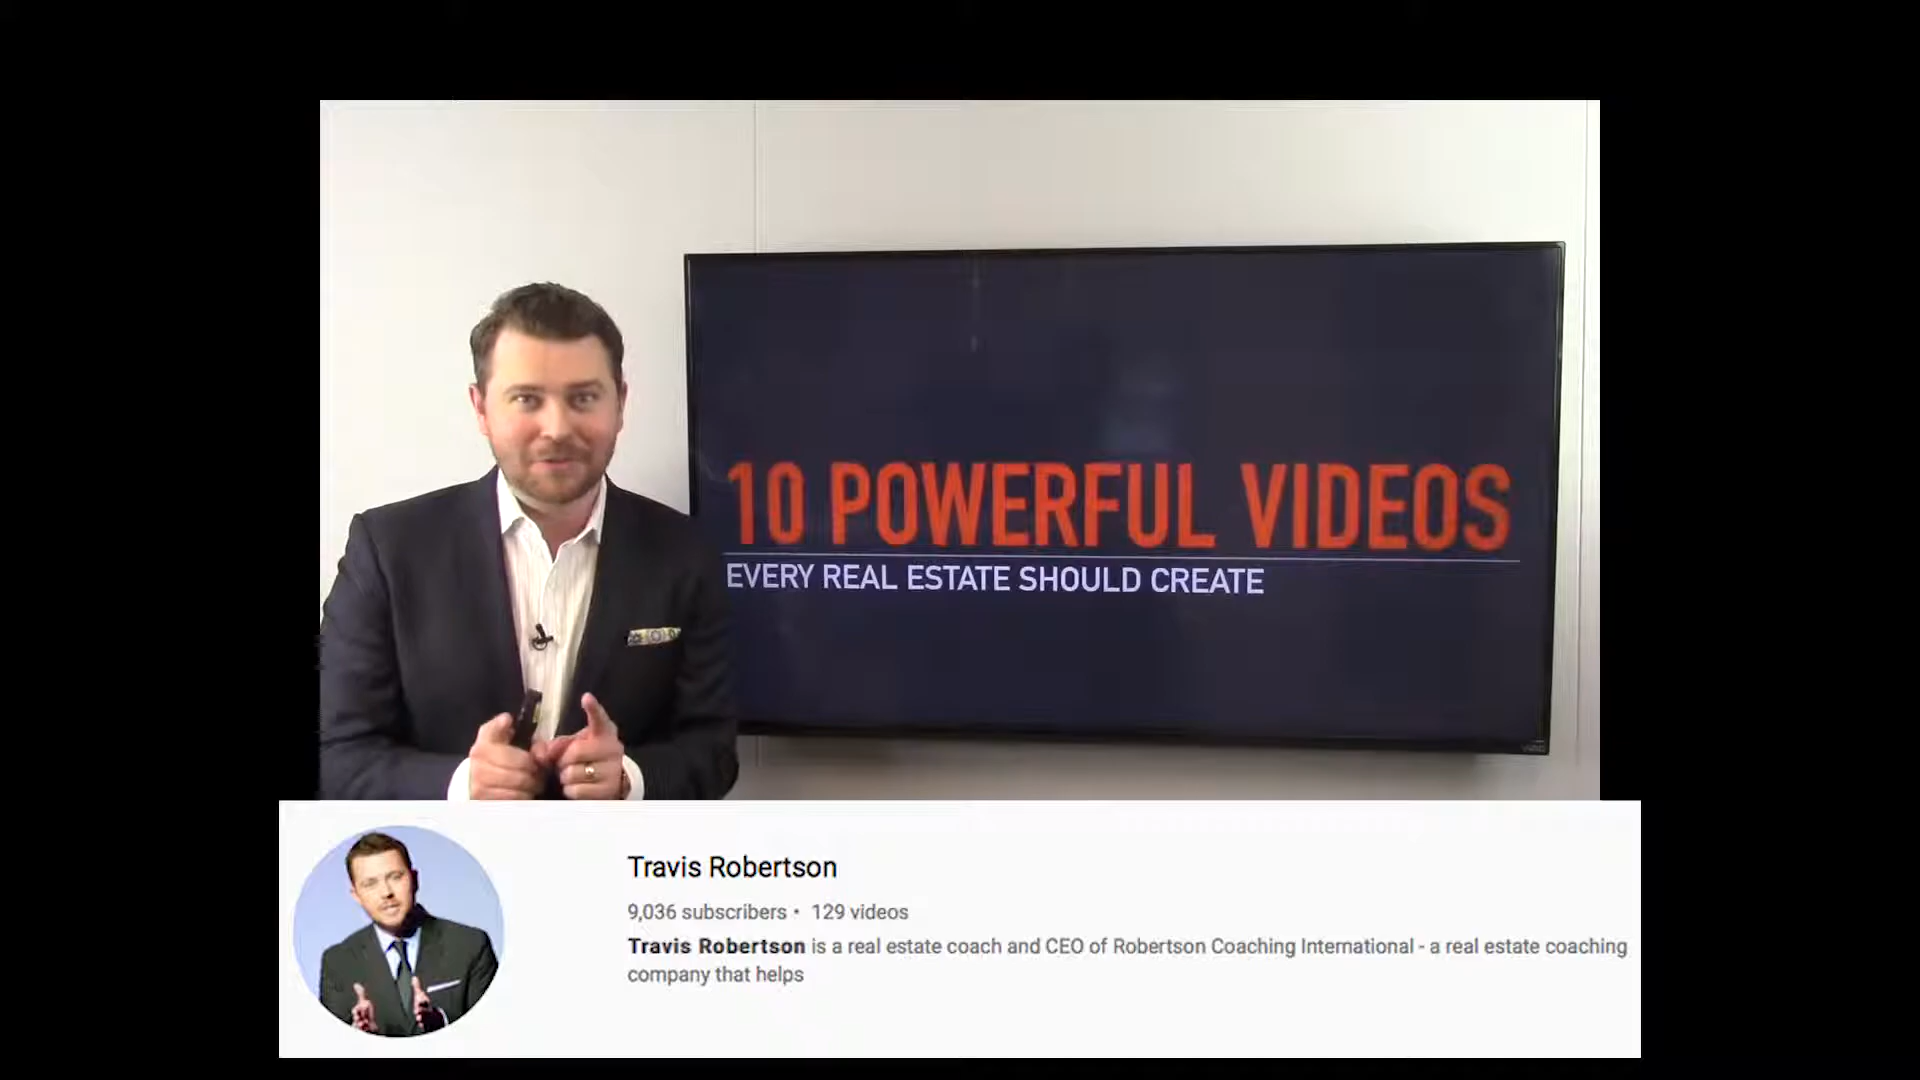 10 POWERFUL VIDEOS
EVERY REAL ESTATE SHOULD CREATE
Travis Robertson
9,036 subscribers • 129 videos
Travis Robertson is a real estate coach and CEO of Robertson Coaching International - a real estate coaching
company that helps